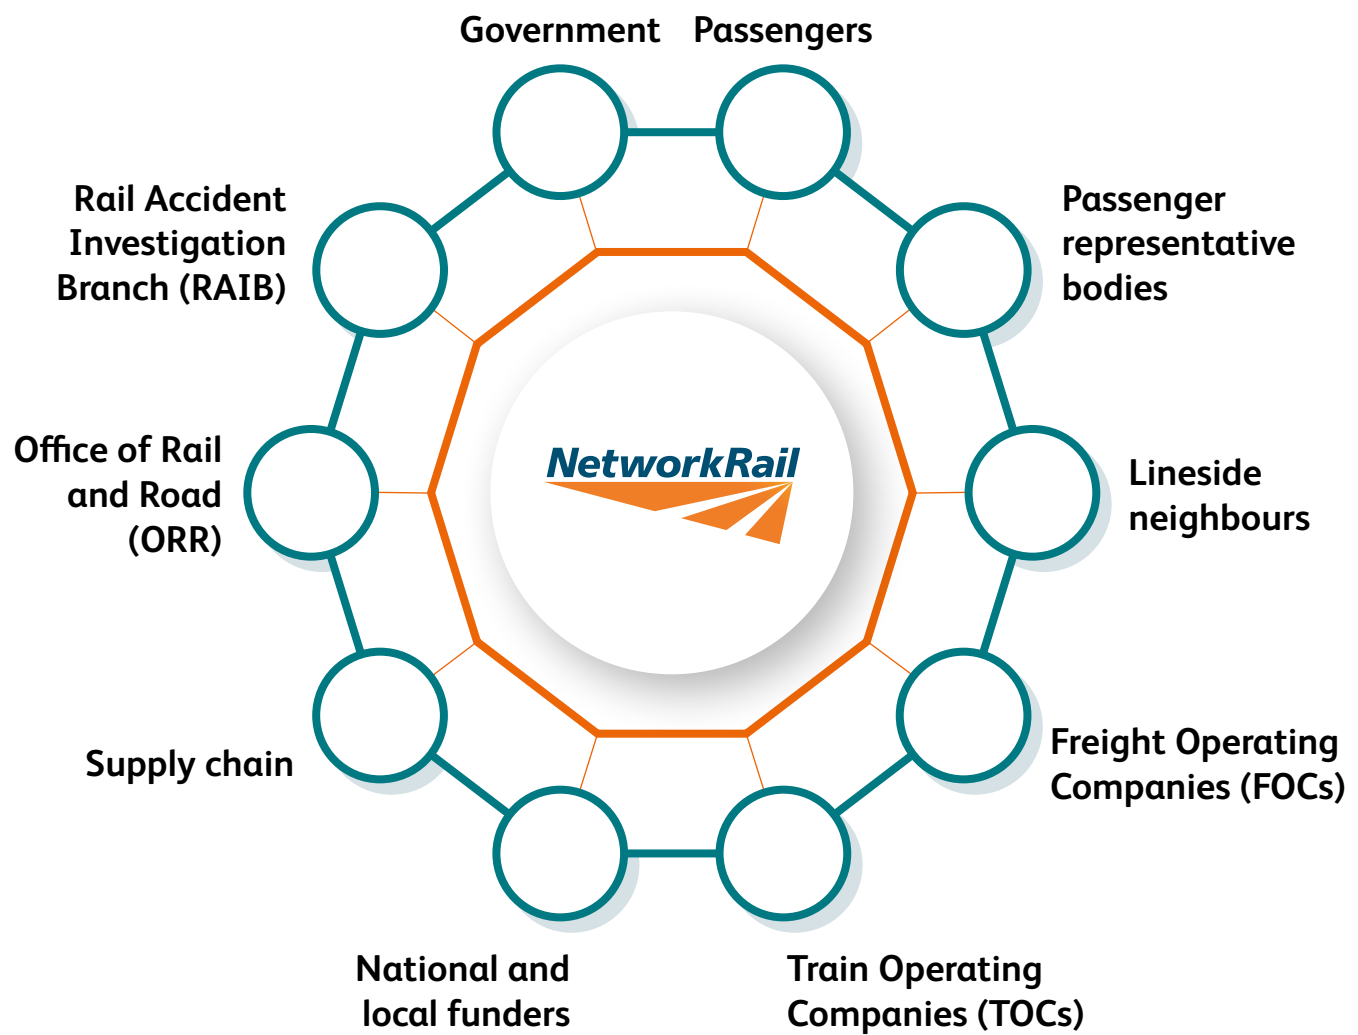 Government
Passengers
Rail Accident
Investigation
Branch (RAIB)
Passenger
representative
bodies
Office of Rail
and Road
(ORR)
NetworkRail
Lineside
neighbours
Supply chain
Freight Operating
Companies (FOCs)
National and
local funders
Train Operating
Companies (TOCs)